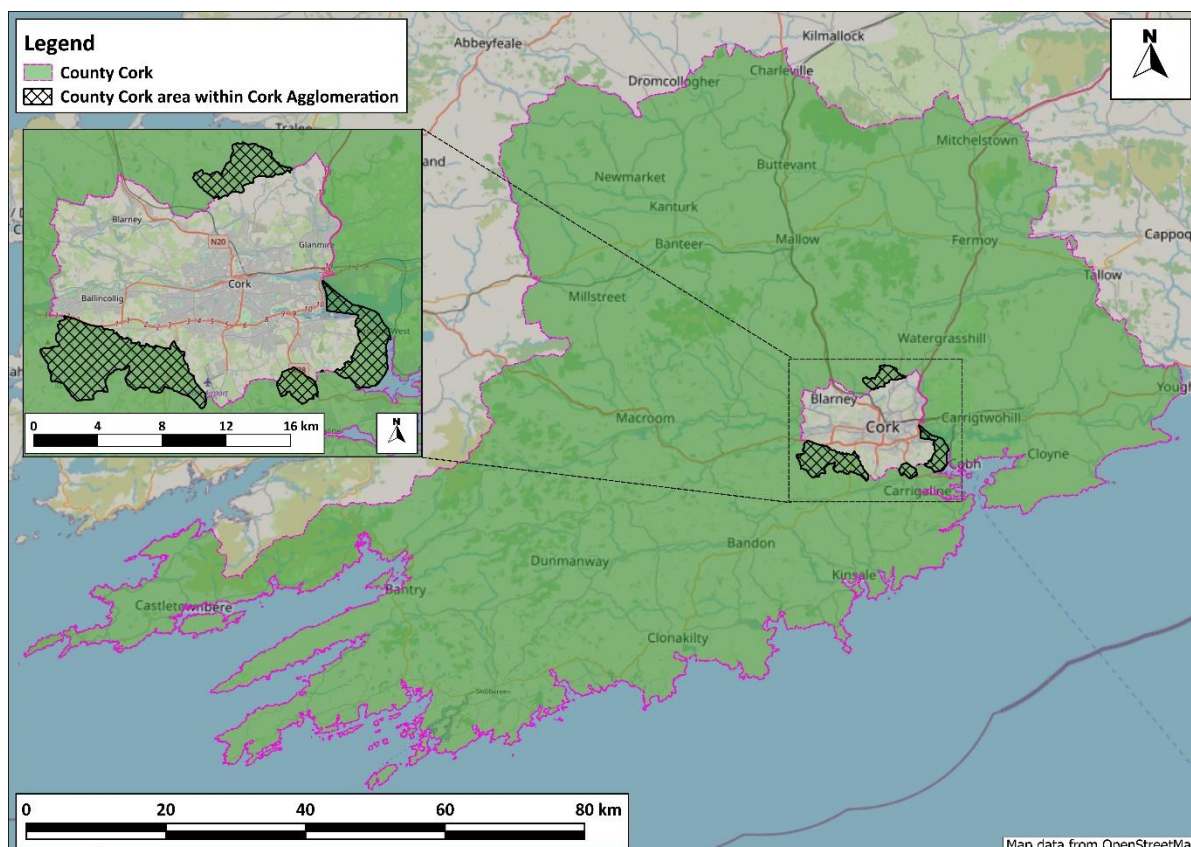 Legend
County Cork
County Cork area within Cork Agglomeration
N
Abbeyfeale
Kilmallock
Dromcollogher
Charleville
Mitchelstown
Buttevant
Newmarket
Kanturk
Banteer
Mallow
Fermoy
Cappoq
Tallow
Millstreet
Watergrasshill
Yough
Blarney
Cork
Carrigtwohill
Macroom
Cloyne
Carrigaline
Bandon
Dunmanway
Kinsale
Bantry
Castletownbere
Clonakilty
Skibbereen
Blarney
N20
Glanmire
Cork
Ballincollig
West
0 4 8 12 16 km
N
0 20 40 60 80 km
Map data from OpenStreetMa